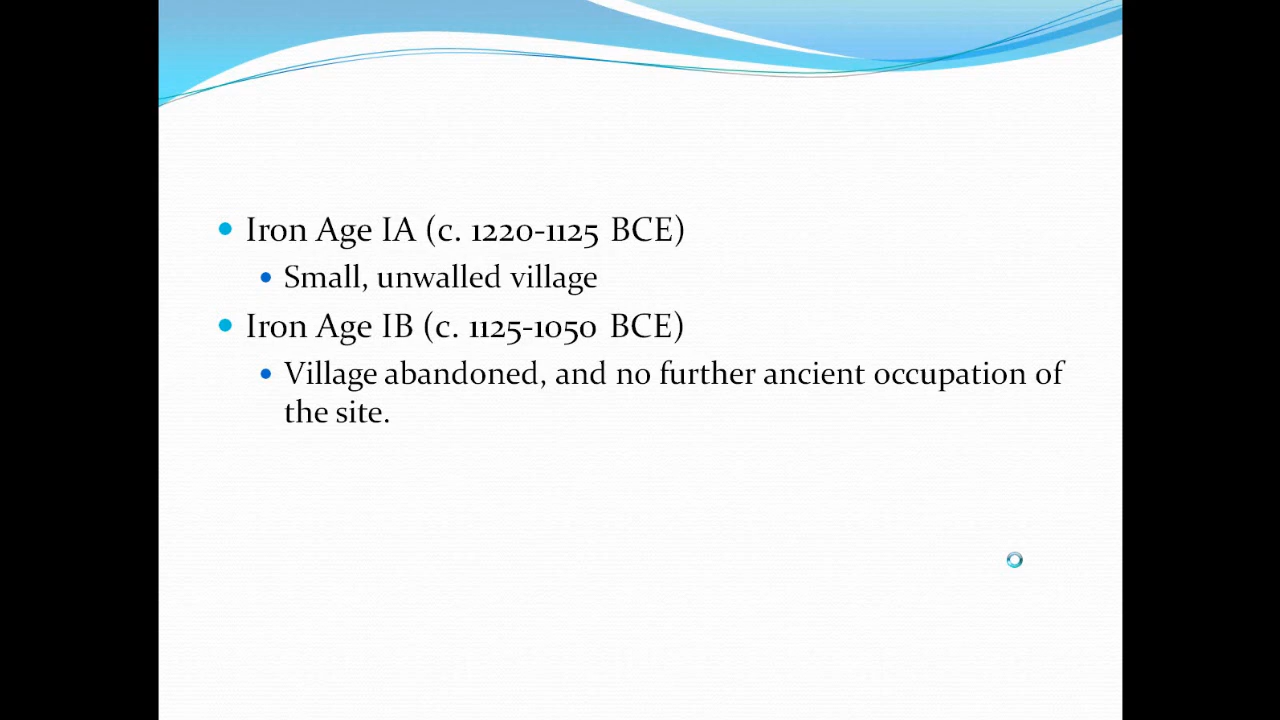 Iron Age IA (c. 1220-1125 BCE)
Small, unwalled village
Iron Age IB (c. 1125-1050 BCE)
Village abandoned, and no further ancient occupation of
the site.